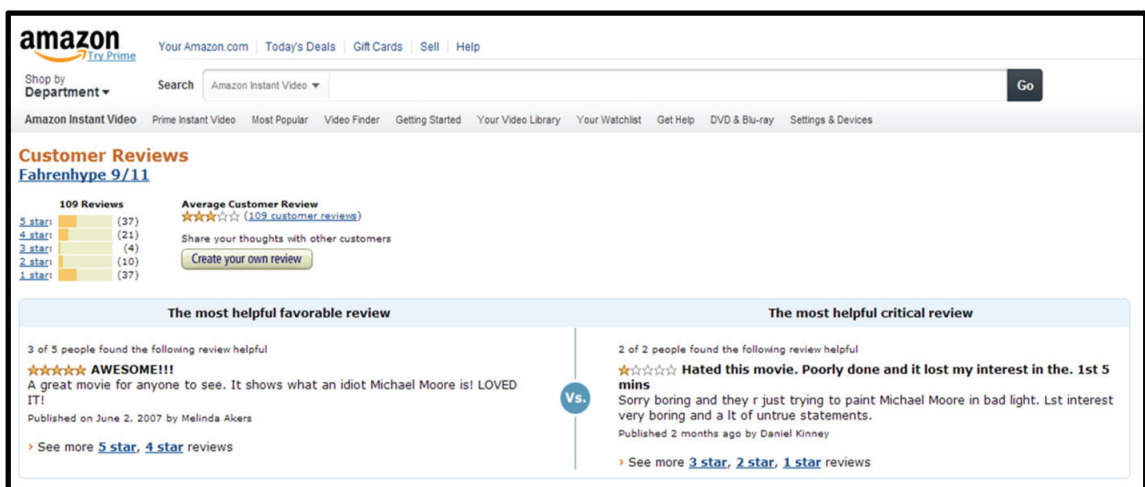 amazon
Try Prime
Your Amazon.com Today's Deals Gift Cards Sell Help
Shop by
Department
Search Amazon Instant Video Go
Amazon Instant Video Prime Instant Video Most Popular Video Finder Getting Started Your Video Library Your Watchlist Get Help DVD & Blu-ray Settings & Devices
Customer Reviews
Fahrenhype 9/11
109 Reviews
5 star: (37)
4 star: (21)
3 star: (4)
2 star: (10)
1 star: (37)
Average Customer Review
(109 customer reviews)
Share your thoughts with other customers
Create your own review
The most helpful favorable review
3 of 5 people found the following review helpful
AWESOME!!!
A great movie for anyone to see. It shows what an idiot Michael Moore is! LOVED
IT!
Published on June 2, 2007 by Melinda Akers
› See more 5 star, 4 star reviews
Vs.
The most helpful critical review
2 of 2 people found the following review helpful
Hated this movie. Poorly done and it lost my interest in the. 1st 5
mins
Sorry boring and they r just trying to paint Michael Moore in bad light. Lst interest
very boring and a lt of untrue statements.
Published 2 months ago by Daniel Kinney
› See more 3 star, 2 star, 1 star reviews